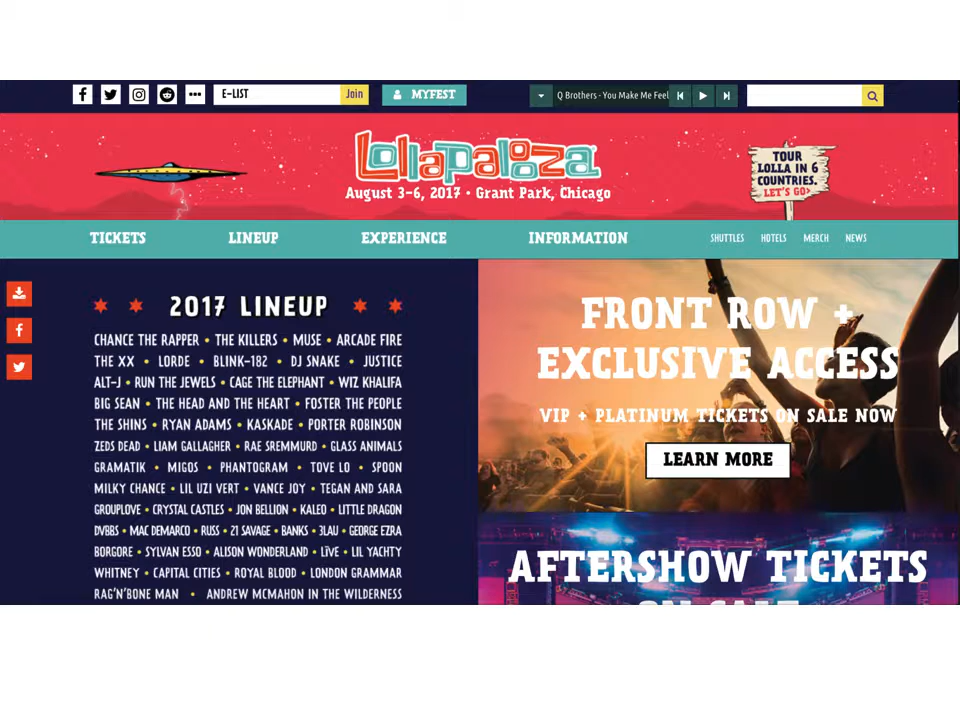 E-LIST
Join
MYFEST
Q Brothers - You Make Me Feel
Lollapalooza
August 3-6, 2017 • Grant Park, Chicago
TOUR
LOLLA IN 6
COUNTRIES.
LET'S GO>
TICKETS
LINEUP
EXPERIENCE
INFORMATION
SHUTTLES
HOTELS
MERCH
NEWS
2017 LINEUP
CHANCE THE RAPPER • THE KILLERS • MUSE • ARCADE FIRE
THE XX • LORDE • BLINK-182 • DJ SNAKE • JUSTICE
ALT-J • RUN THE JEWELS • CAGE THE ELEPHANT • WIZ KHALIFA
BIG SEAN • THE HEAD AND THE HEART • FOSTER THE PEOPLE
THE SHINS • RYAN ADAMS • KASKADE • PORTER ROBINSON
ZEDS DEAD • LIAM GALLAGHER • RAE SREMMURD • GLASS ANIMALS
GRAMATIK • MIGOS • PHANTOGRAM • TOVE LO • SPOON
MILKY CHANCE • LIL UZI VERT • VANCE JOY • TEGAN AND SARA
GROUPLOVE • CRYSTAL CASTLES • JON BELLION • KALEO • LITTLE DRAGON
DVBBS • MAC DEMARCO • RUSS • 21 SAVAGE • BANKS • 3LAU • GEORGE EZRA
BORGORE • SYLVAN ESSO • ALISON WONDERLAND • LĪVE • LIL YACHTY
WHITNEY • CAPITAL CITIES • ROYAL BLOOD • LONDON GRAMMAR
RAG'N'BONE MAN • ANDREW MCMAHON IN THE WILDERNESS
FRONT ROW +
EXCLUSIVE ACCESS
VIP + PLATINUM TICKETS ON SALE NOW
LEARN MORE
AFTERSHOW TICKETS
ON SALE